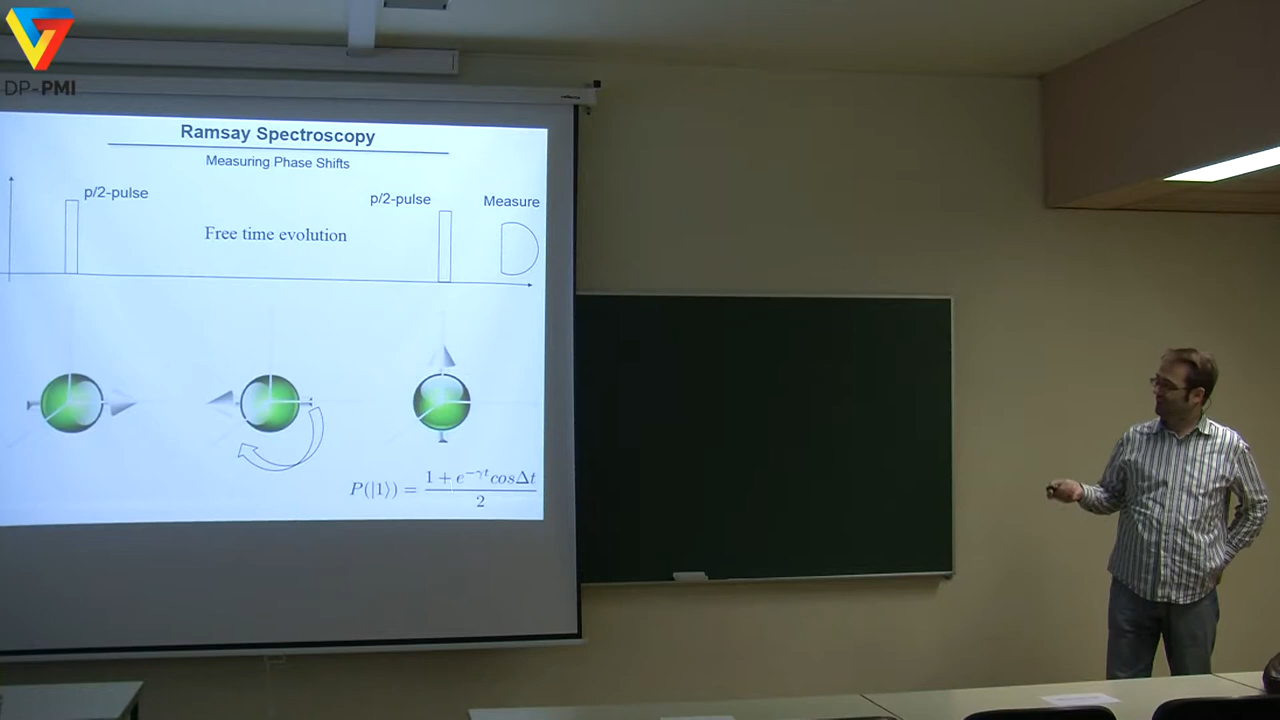 DP-PMI
Ramsay Spectroscopy
Measuring Phase Shifts
p/2-pulse
p/2-pulse
Measure
Free time evolution
P(|1⟩) = \frac{1 + e^{-γt}cosΔt}{2}